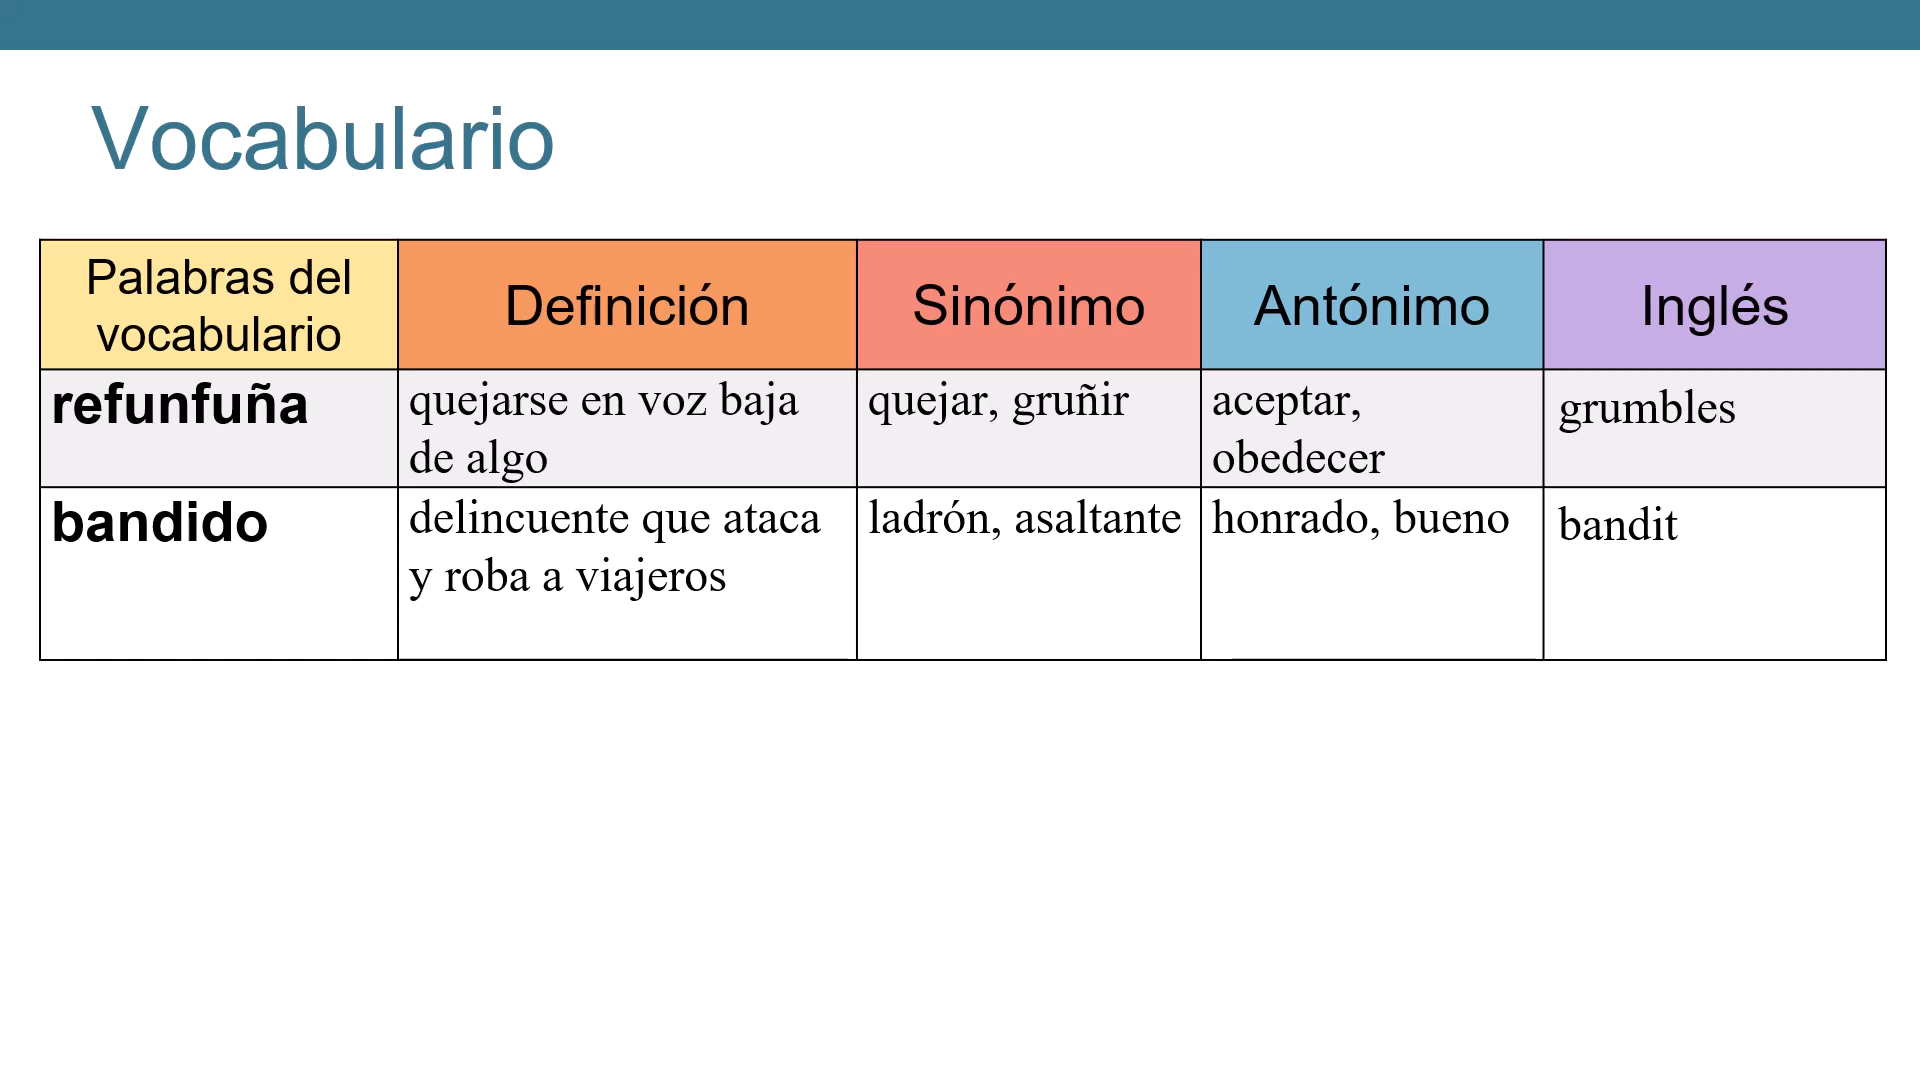 Vocabulario
Palabras del
vocabulario
Definición
Sinónimo
Antónimo
Inglés
refunfuña
quejarse en voz baja
de algo
quejar, gruñir
aceptar,
obedecer
grumbles
bandido
delincuente que ataca
y roba a viajeros
ladrón, asaltante
honrado, bueno
bandit